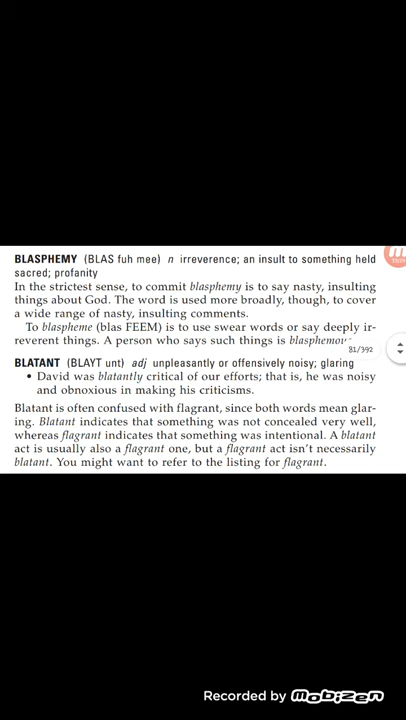 BLASPHEMY (BLAS fuh mee) n irreverence; an insult to something held
sacred; profanity
In the strictest sense, to commit blasphemy is to say nasty, insulting
things about God. The word is used more broadly, though, to cover
a wide range of nasty, insulting comments.
To blaspheme (blas FEEM) is to use swear words or say deeply ir-
reverent things. A person who says such things is
81/392
BLATANT (BLAYT unt) adj unpleasantly or offensively noisy; glaring
• David was blatantly critical of our efforts; that is, he was noisy
and obnoxious in making his criticisms.
Blatant is often confused with flagrant, since both words mean glar-
ing. Blatant indicates that something was not concealed very well,
whereas flagrant indicates that something was intentional. A blatant
act is usually also a flagrant one, but a flagrant act isn't necessarily
blatant. You might want to refer to the listing for flagrant.
Recorded by mobizen